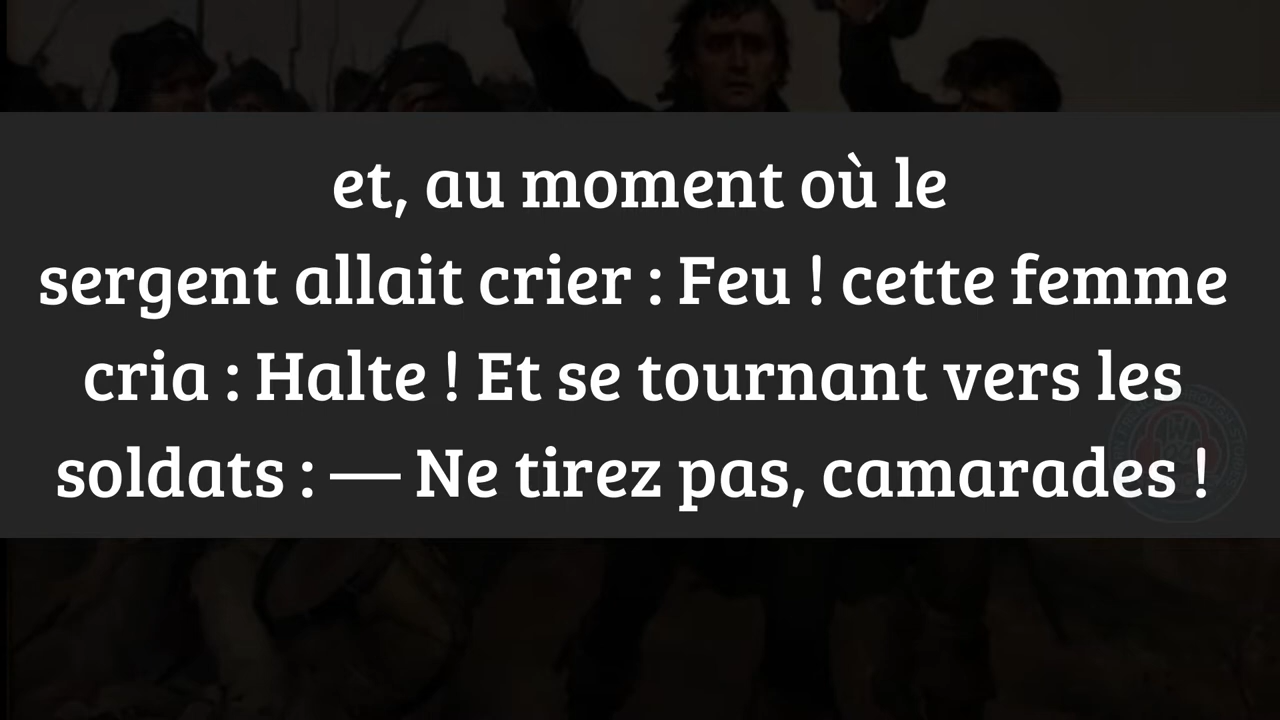 et, au moment où le
sergent allait crier : Feu ! cette femme
cria : Halte ! Et se tournant vers les
soldats : — Ne tirez pas, camarades !